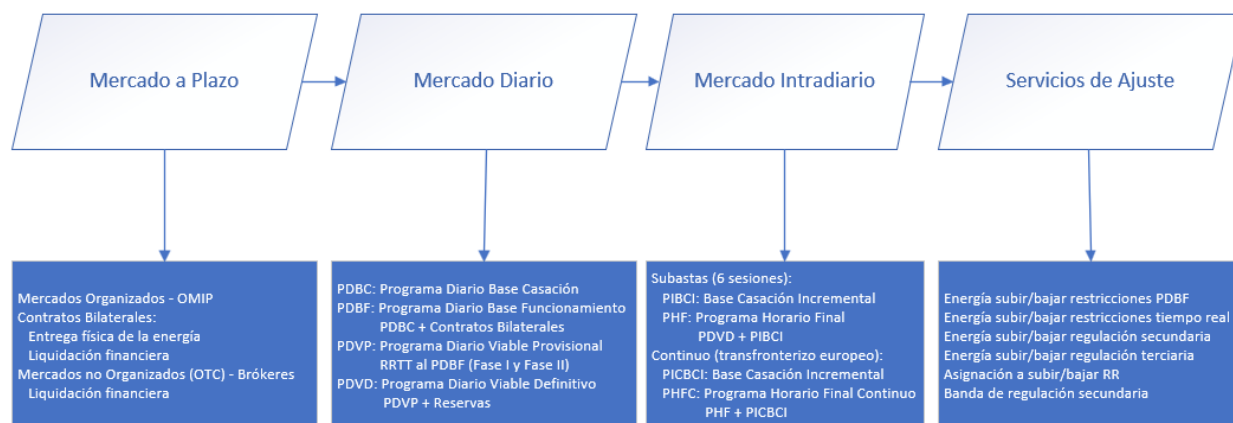 Mercado a Plazo
Mercado Diario
Mercado Intradiario
Servicios de Ajuste
Mercados Organizados - OMIP
Contratos Bilaterales:
Entrega física de la energía
Liquidación financiera
Mercados no Organizados (OTC) - Brókeres
Liquidación financiera
PDBC: Programa Diario Base Casación
PDBF: Programa Diario Base Funcionamiento
PDBC + Contratos Bilaterales
PDVP: Programa Diario Viable Provisional
RRTT al PDBF (Fase I y Fase II)
PDVD: Programa Diario Viable Definitivo
PDVP + Reservas
Subastas (6 sesiones):
PIBCI: Base Casación Incremental
PHF: Programa Horario Final
PDVD + PIBCI
Continuo (transfronterizo europeo):
PICBCI: Base Casación Incremental
PHFC: Programa Horario Final Continuo
PHF + PICBCI
Energía subir/bajar restricciones PDBF
Energía subir/bajar restricciones tiempo real
Energía subir/bajar regulación secundaria
Energía subir/bajar regulación terciaria
Asignación a subir/bajar RR
Banda de regulación secundaria